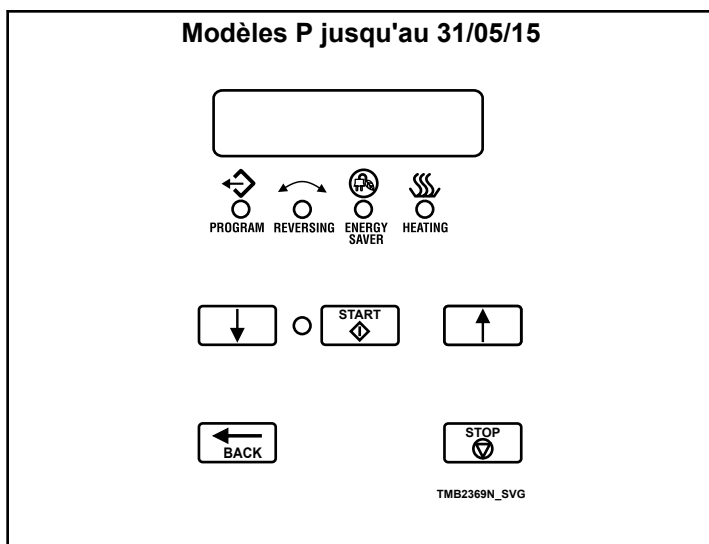 Modèles P jusqu'au 31/05/15
PROGRAM REVERSING ENERGY SAVER HEATING
START
BACK STOP
TMB2369N_SVG